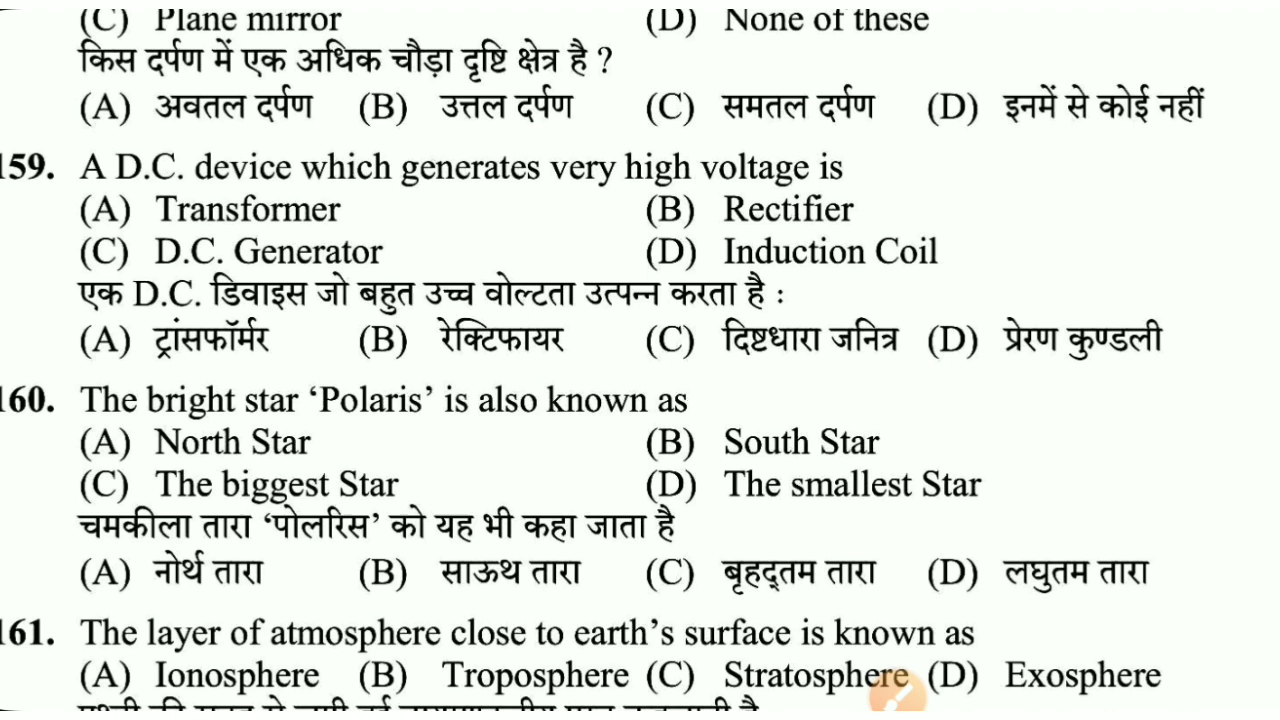 (C) Plane mirror (D) None of these
किस दर्पण में एक अधिक चौड़ा दृष्टि क्षेत्र है ?
(A) अवतल दर्पण (B) उत्तल दर्पण (C) समतल दर्पण (D) इनमें से कोई नहीं
159. A D.C. device which generates very high voltage is
(A) Transformer (B) Rectifier
(C) D.C. Generator (D) Induction Coil
एक D.C. डिवाइस जो बहुत उच्च वोल्टता उत्पन्न करता है :
(A) ट्रांसफॉर्मर (B) रेक्टिफायर (C) दिष्टधारा जनित्र (D) प्रेरण कुण्डली
160. The bright star ‘Polaris’ is also known as
(A) North Star (B) South Star
(C) The biggest Star (D) The smallest Star
चमकीला तारा ‘पोलरिस’ को यह भी कहा जाता है
(A) नोर्थ तारा (B) साऊथ तारा (C) बृहद्तम तारा (D) लघुतम तारा
161. The layer of atmosphere close to earth’s surface is known as
(A) Ionosphere (B) Troposphere (C) Stratosphere (D) Exosphere